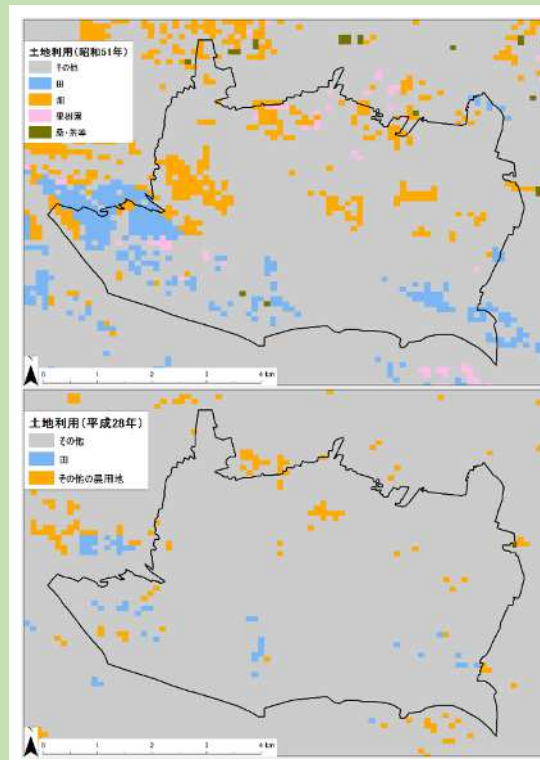 土地利用(昭和51年)
その他
田
畑
果樹園
桑・茶等
0 1 2 4 km
土地利用(平成28年)
その他
田
その他の農用地
0 1 2 4 km